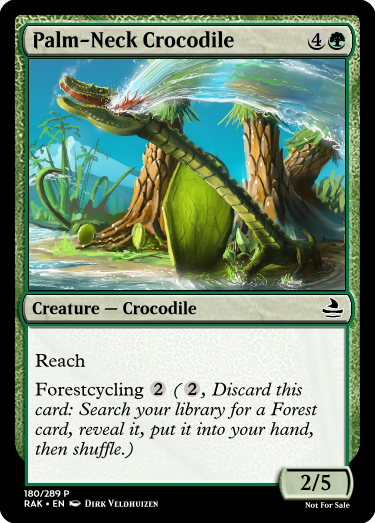 Palm-Neck Crocodile 4
Creature — Crocodile
Reach
Forestcycling 2 ( 2, Discard this
card: Search your library for a Forest
card, reveal it, put it into your hand,
then shuffle.)
2/5
180/289 P
RAK • EN Dirk Veldhuizen
Not For Sale